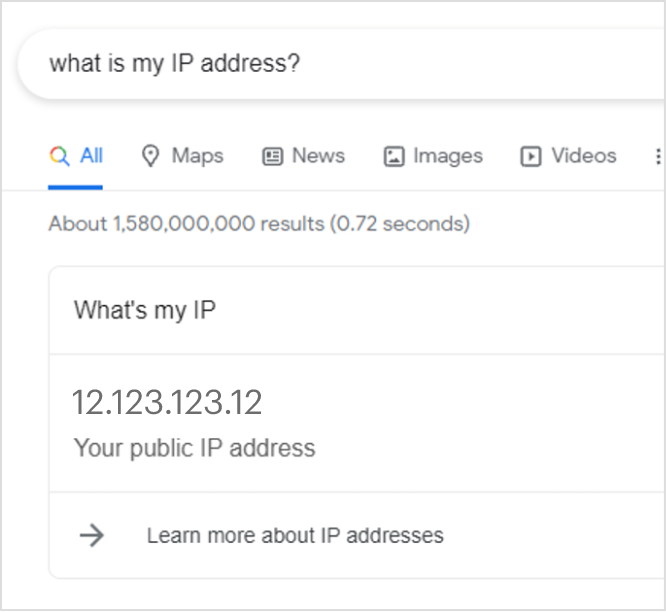 what is my IP address?
All Maps News Images Videos
About 1,580,000,000 results (0.72 seconds)
What's my IP
12.123.123.12
Your public IP address
Learn more about IP addresses